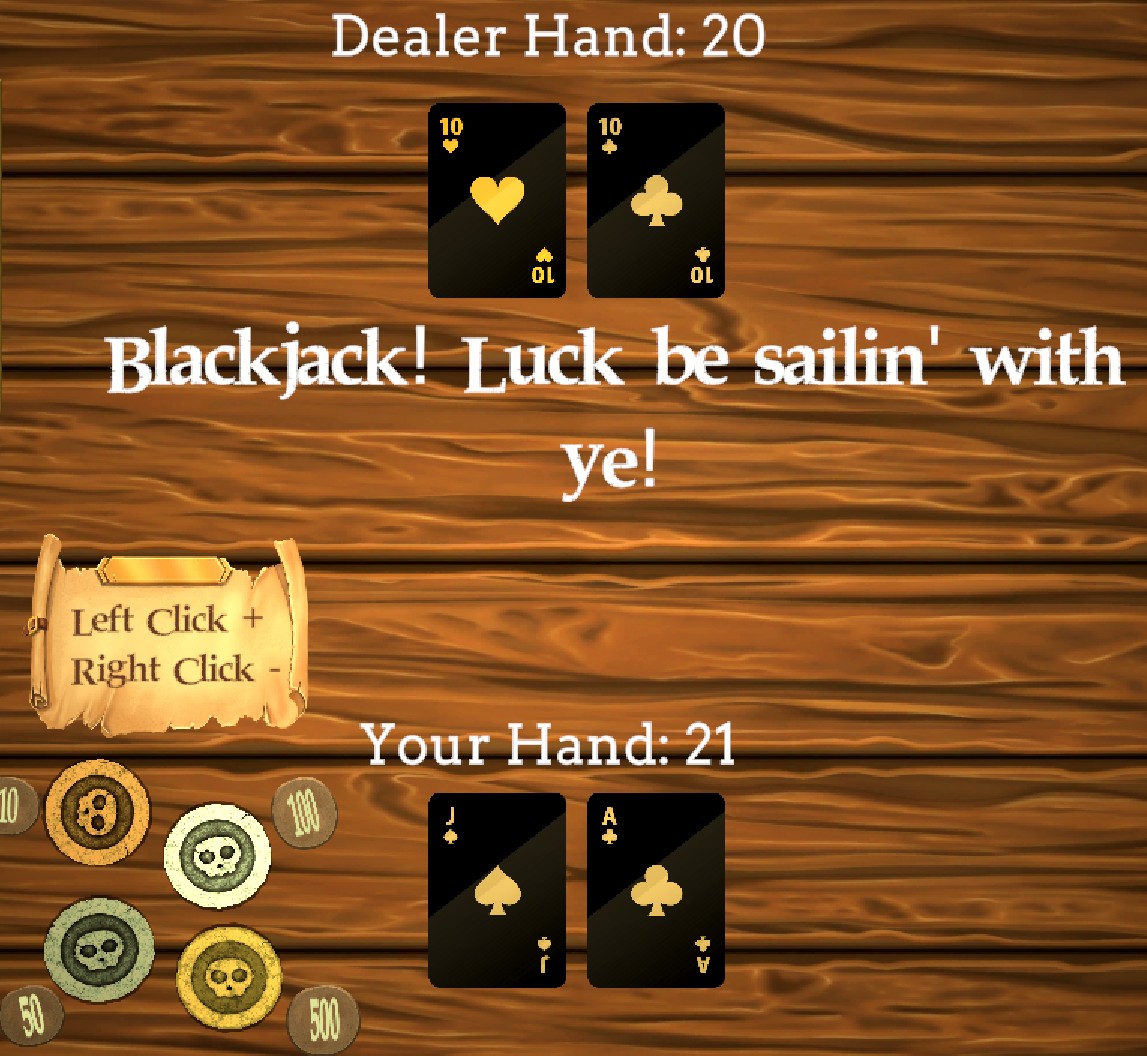 Dealer Hand: 20
10 10
10 10
Blackjack! Luck be sailin' with
ye!
Left Click +
Right Click -
Your Hand: 21
10 100
J A
J A
50 500